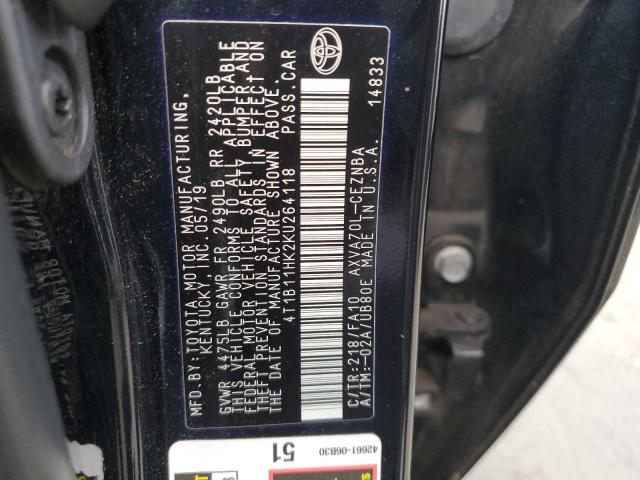 MFD.BY:TOYOTA MOTOR MANUFACTURING,
KENTUCKY, INC. 05/19
GVWR 4475LB GAWR FR 2490LB RR 2420LB
THIS VEHICLE CONFORMS TO ALL APPLICABLE
FEDERAL MOTOR VEHICLE SAFETY, BUMPER, AND
THEFT PREVENTION STANDARDS IN EFFECT ON
THE DATE OF MANUFACTURE SHOWN ABOVE.
4T1B11HK2KU264118 PASS.CAR
C/TR:218/FA10 AXVA70L-CEZNBA
A/TM:-02A/UB80E MADE IN U.S.A. 14833
42661-06B30
51